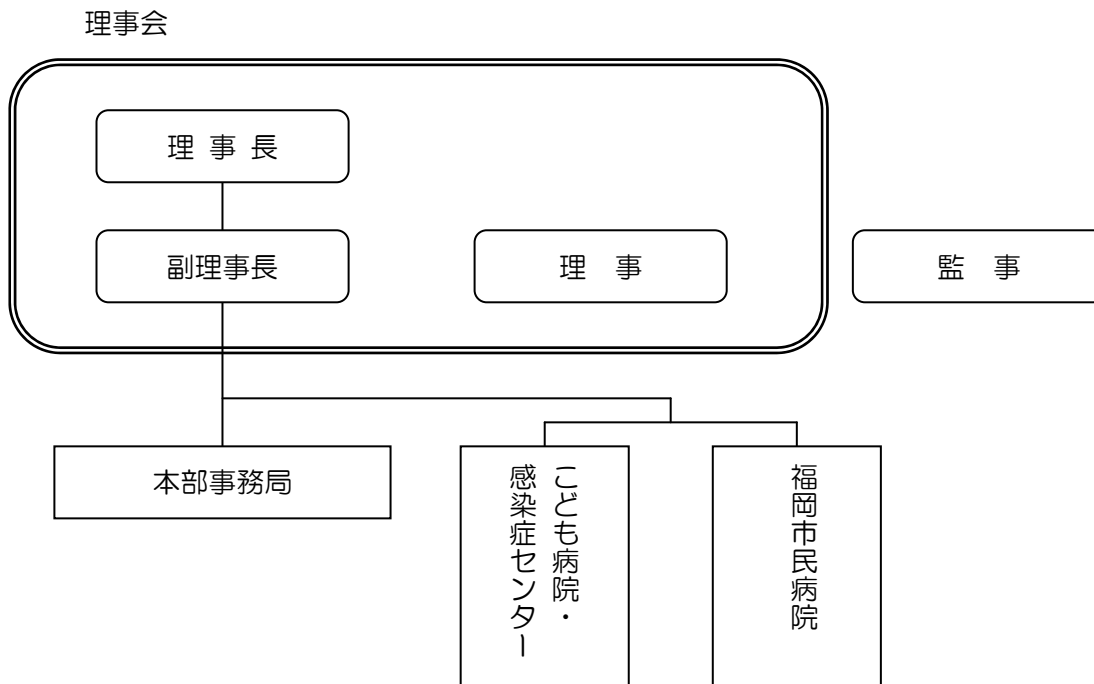 理事会
理 事 長
副理事長
理　事
監　事
本部事務局
こども病院・
感染症センター
福岡市民病院